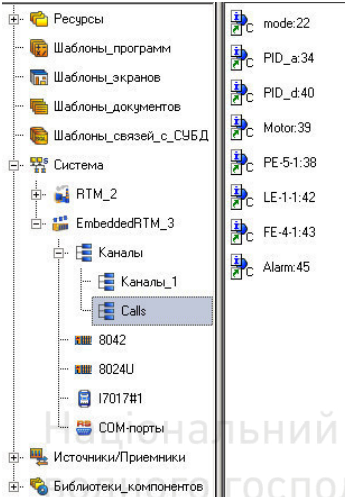 Ресурсы
Шаблоны_программ
Шаблоны_экранов
Шаблоны_документов
Шаблоны_связей_с_СУБД
Система
RTM_2
EmbeddedRTM_3
Каналы
Каналы_1
Calls
8042
8024U
I7017#1
COM-порты
Источники/Приемники
Библиотеки_компонентов
mode:22
PID_a:34
PID_d:40
Motor:39
PE-5-1:38
LE-1-1:42
FE-4-1:43
Alarm:45
Національний